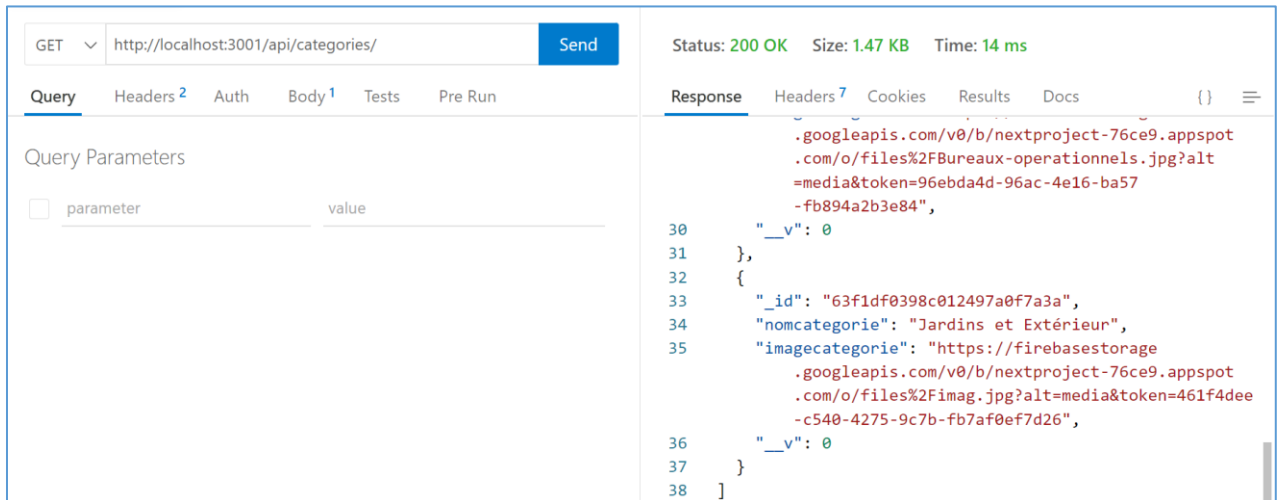 GET http://localhost:3001/api/categories/ Send
Query Headers 2 Auth Body 1 Tests Pre Run
Query Parameters
parameter value
Status: 200 OK Size: 1.47 KB Time: 14 ms
Response Headers 7 Cookies Results Docs { }
.googleapis.com/v0/b/nextproject-76ce9.appspot
.com/o/files%2FBureaux-operationnels.jpg?alt
=media&token=96ebda4d-96ac-4e16-ba57
-fb894a2b3e84",
30 "__v": 0
31 },
32 {
33 "_id": "63f1df0398c012497a0f7a3a",
34 "nomcategorie": "Jardins et Extérieur",
35 "imagecategorie": "https://firebasestorage
.googleapis.com/v0/b/nextproject-76ce9.appspot
.com/o/files%2Fimag.jpg?alt=media&token=461f4dee
-c540-4275-9c7b-fb7af0ef7d26",
36 "__v": 0
37 }
38 ]